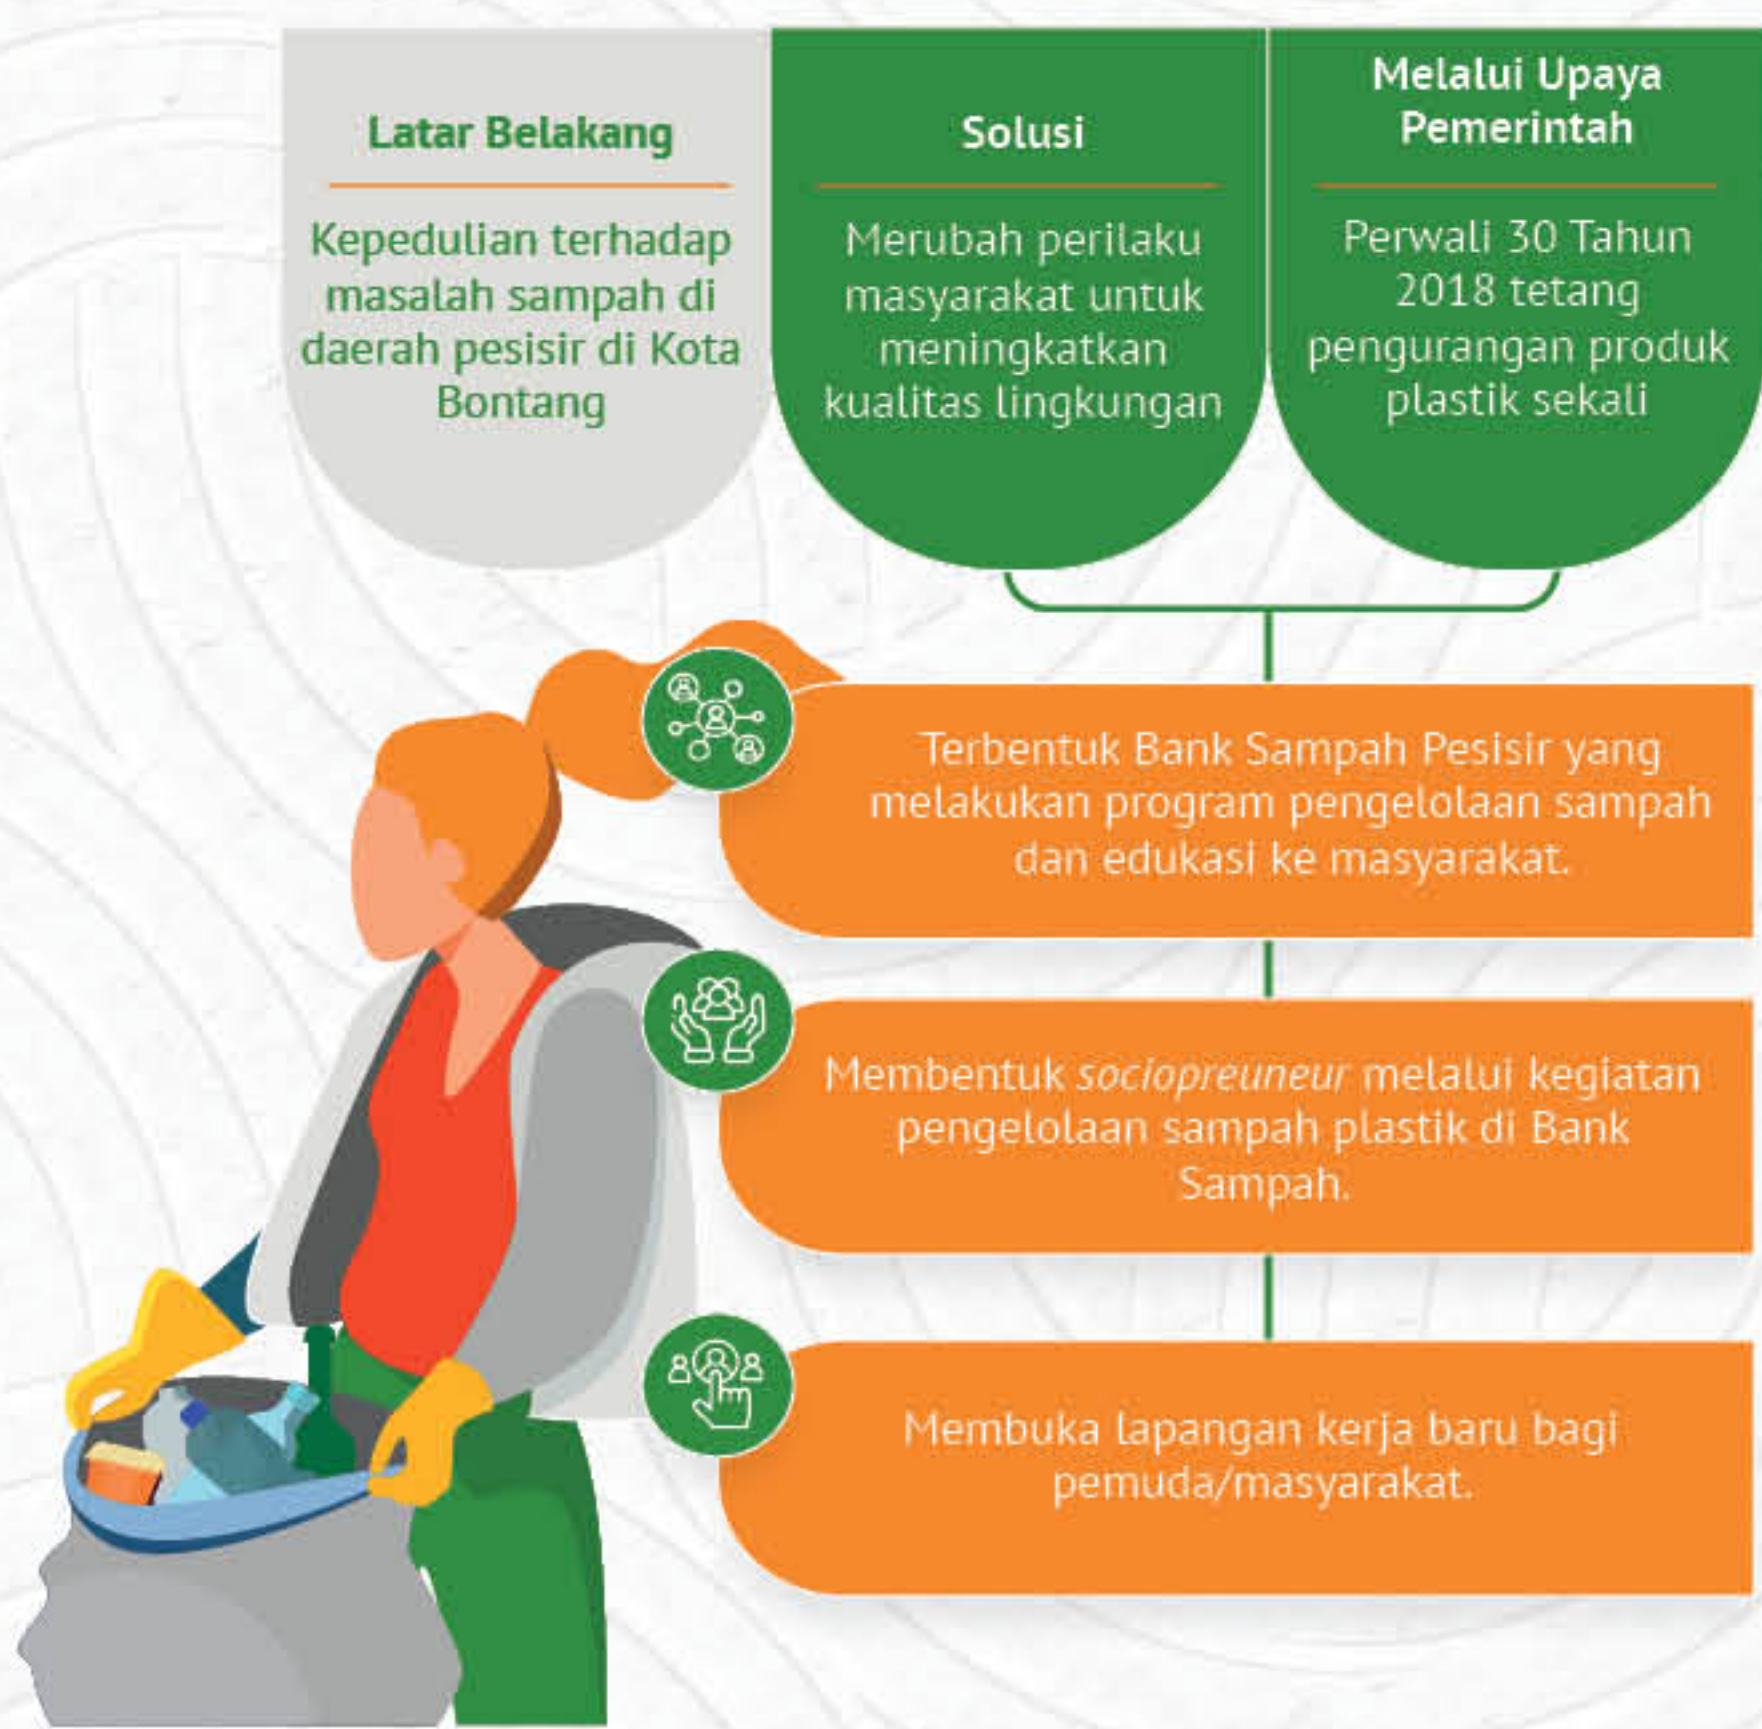 Latar Belakang
Kepedulian terhadap
masalah sampah di
daerah pesisir di Kota
Bontang
Solusi
Merubah perilaku
masyarakat untuk
meningkatkan
kualitas lingkungan
Melalui Upaya
Pemerintah
Perwali 30 Tahun
2018 tetang
pengurangan produk
plastik sekali
Terbentuk Bank Sampah Pesisir yang
melakukan program pengelolaan sampah
dan edukasi ke masyarakat.
Membentuk sociopreuneur melalui kegiatan
pengelolaan sampah plastik di Bank
Sampah.
Membuka lapangan kerja baru bagi
pemuda/masyarakat.